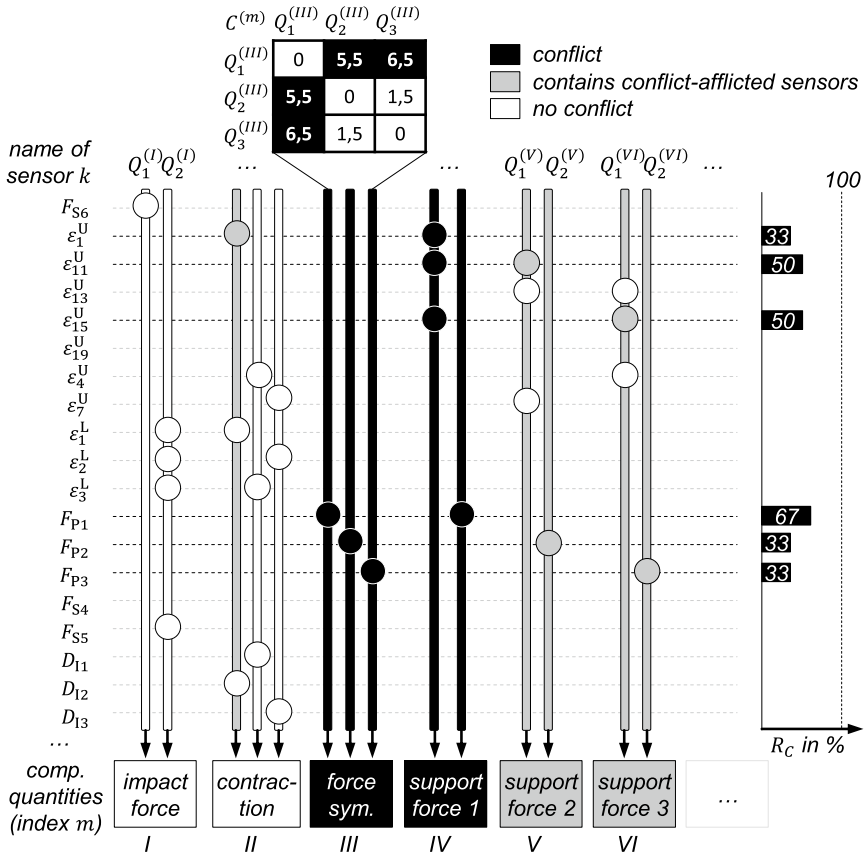 C^(m) Q_1^(III) Q_2^(III) Q_3^(III)
Q_1^(III) 0 5,5 6,5
Q_2^(III) 5,5 0 1,5
Q_3^(III) 6,5 1,5 0
conflict
contains conflict-afflicted sensors
no conflict
name of
sensor k
Q_1^(I) Q_2^(I) ... ... Q_1^(V) Q_2^(V) Q_1^(VI) Q_2^(VI) ...
100
F_S6
ε_1^U 33
ε_11^U 50
ε_13^U
ε_15^U 50
ε_19^U
ε_4^U
ε_7^U
ε_1^L
ε_2^L
ε_3^L
F_P1 67
F_P2 33
F_P3 33
F_S4
F_S5
D_I1
D_I2
D_I3
...
R_C in %
comp.
quantities
(index m)
impact
force
contrac-
tion
force
sym.
support
force 1
support
force 2
support
force 3
...
I II III IV V VI